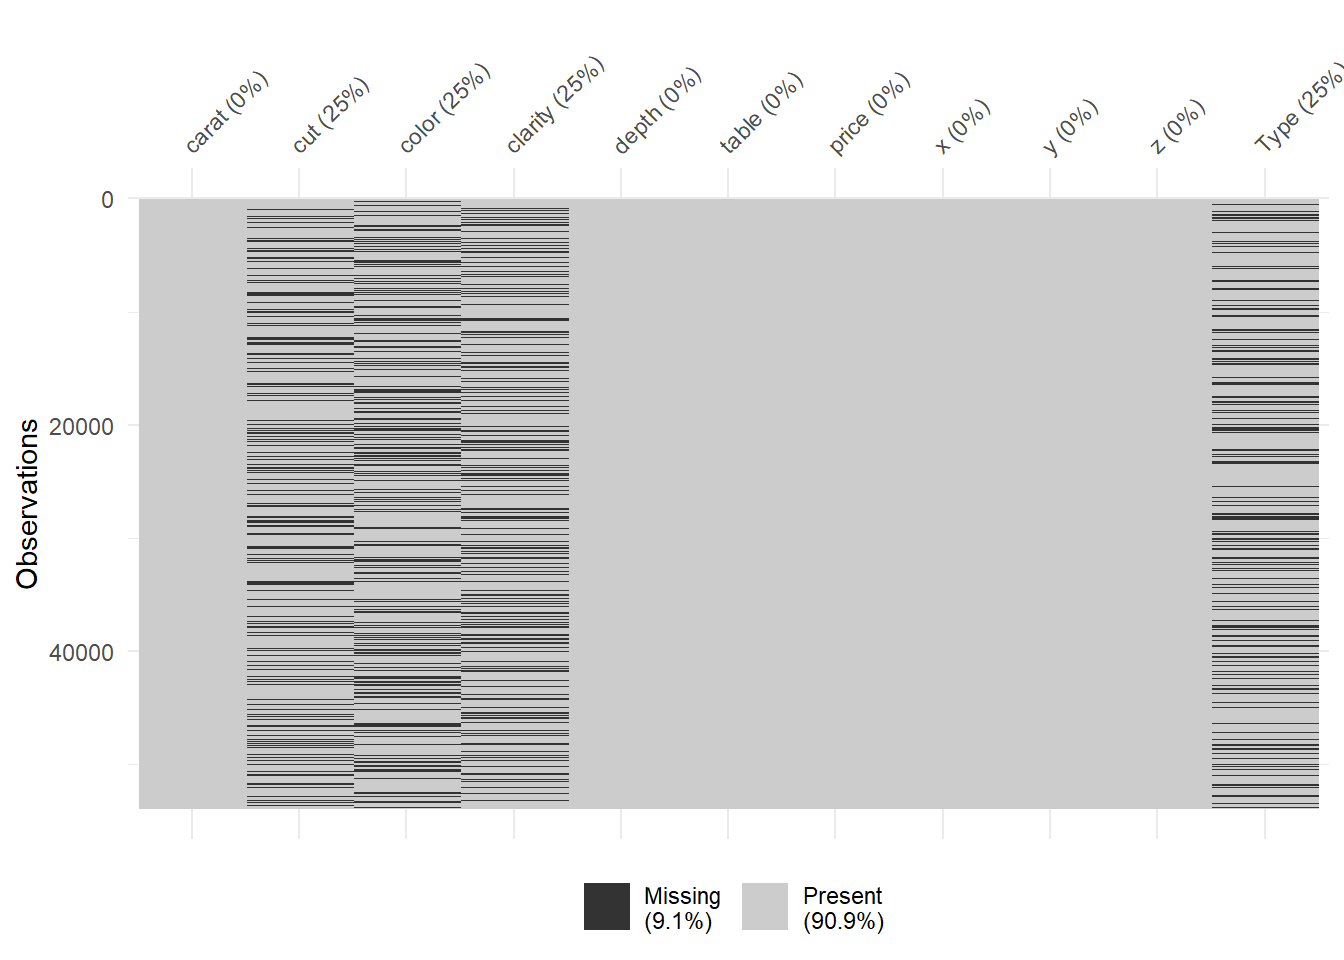 carat (0%)
cut (25%)
color (25%)
clarity (25%)
depth (0%)
table (0%)
price (0%)
x (0%)
y (0%)
z (0%)
Type (25%
0
20000
40000
Observations
Missing
(9.1%)
Present
(90.9%)